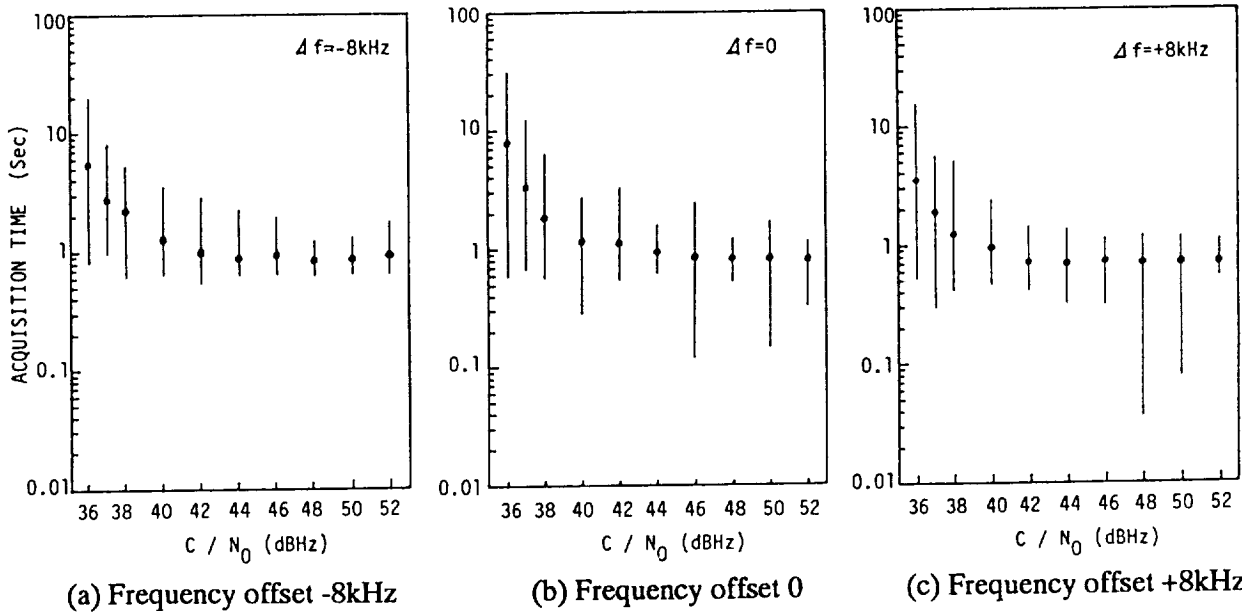 100
10
1
0.1
0.01
ACQUISITION TIME (Sec)
Δf=-8kHz
36 38 40 42 44 46 48 50 52
C / N0 (dBHz)
(a) Frequency offset -8kHz
100
10
1
0.1
0.01
Δf=0
36 38 40 42 44 46 48 50 52
C / N0 (dBHz)
(b) Frequency offset 0
100
10
1
0.1
0.01
Δf=+8kHz
36 38 40 42 44 46 48 50 52
C / N0 (dBHz)
(c) Frequency offset +8kHz